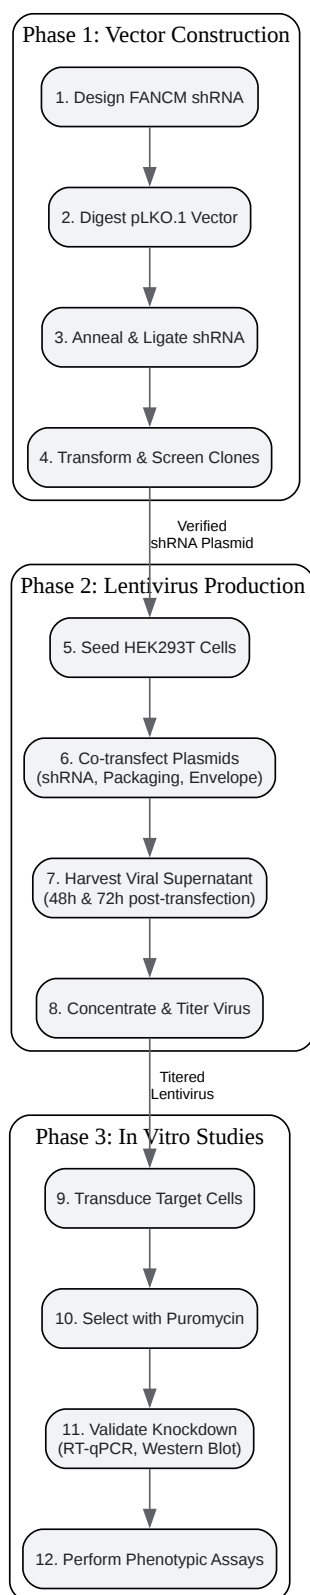 Phase 1: Vector Construction
1. Design FANCM shRNA
2. Digest pLKO.1 Vector
3. Anneal & Ligate shRNA
4. Transform & Screen Clones
Verified
shRNA Plasmid
Phase 2: Lentivirus Production
5. Seed HEK293T Cells
6. Co-transfect Plasmids
(shRNA, Packaging, Envelope)
7. Harvest Viral Supernatant
(48h & 72h post-transfection)
8. Concentrate & Titer Virus
Titered
Lentivirus
Phase 3: In Vitro Studies
9. Transduce Target Cells
10. Select with Puromycin
11. Validate Knockdown
(RT-qPCR, Western Blot)
12. Perform Phenotypic Assays